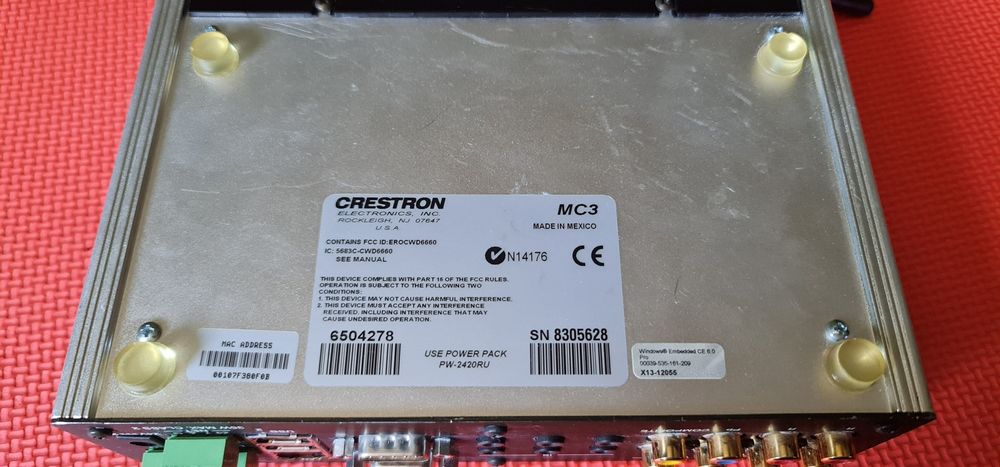 CRESTRON
ELECTRONICS, INC.
ROCKLEIGH, NJ 07647
U.S.A.
MC3
MADE IN MEXICO
CONTAINS FCC ID:EROCWD6660
IC: 5683C-CWD6660
SEE MANUAL
N14176
CE
THIS DEVICE COMPLIES WITH PART 15 OF THE FCC RULES.
OPERATION IS SUBJECT TO THE FOLLOWING TWO
CONDITIONS:
1. THIS DEVICE MAY NOT CAUSE HARMFUL INTERFERENCE.
2. THIS DEVICE MUST ACCEPT ANY INTERFERENCE
RECEIVED, INCLUDING INTERFERENCE THAT MAY
CAUSE UNDESIRED OPERATION.
6504278
USE POWER PACK
PW-2420RU
SN 8305628
MAC ADDRESS
00107F380F0B
Windows® Embedded CE 6.0
Pro
X13-12055